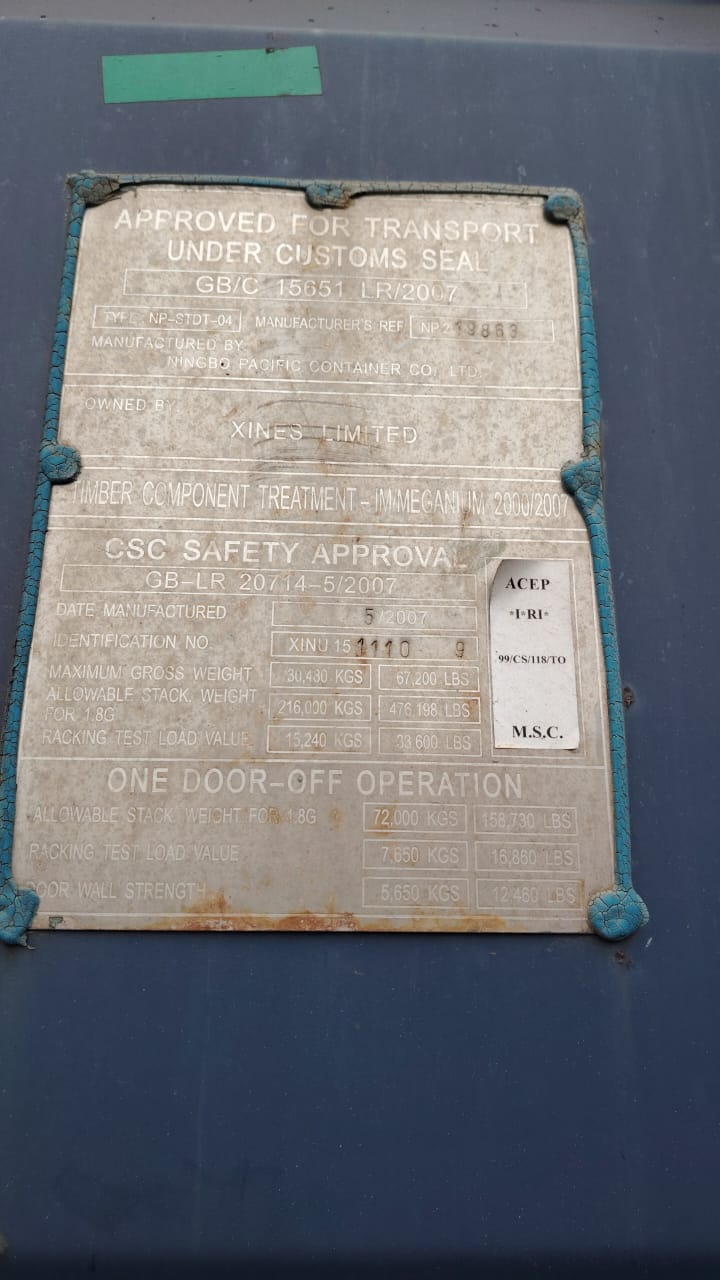 APPROVED FOR TRANSPORT
UNDER CUSTOMS SEAL
GB/C 15651 LR/2007
TYPE: NP-STDT-04 MANUFACTURER'S REF
MANUFACTURED BY:
NINGBO PACIFIC CONTAINER CO., LTD.
OWNED BY
XINES LIMITED
TIMBER COMPONENT TREATMENT-IM/MEGANIUM 2000/2007
CSC SAFETY APPROVAL
GB-LR 20714-5/2007
DATE MANUFACTURED 5/2007
IDENTIFICATION NO. XINU 151110 9
MAXIMUM GROSS WEIGHT 30,480 KGS 67,200 LBS
ALLOWABLE STACK. WEIGHT
FOR 1.8G 216,000 KGS 476,198 LBS
RACKING TEST LOAD VALUE 15,240 KGS 33,600 LBS
ACEP
*I*RI*
99/CS/118/TO
M.S.C.
ONE DOOR-OFF OPERATION
ALLOWABLE STACK. WEIGHT FOR 1.8G 72,000 KGS 158,730 LBS
RACKING TEST LOAD VALUE 7,650 KGS 16,860 LBS
DOOR WALL STRENGTH 5,650 KGS 12,460 LBS